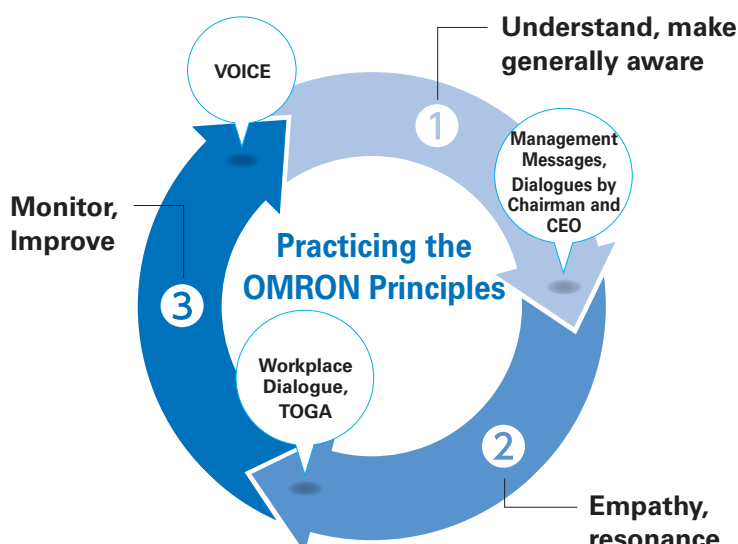 VOICE
Understand, make
generally aware
1
Management
Messages,
Dialogues by
Chairman and
CEO
Monitor,
Improve
Practicing the
OMRON Principles
3
Workplace
Dialogue,
TOGA
2
Empathy,
resonance